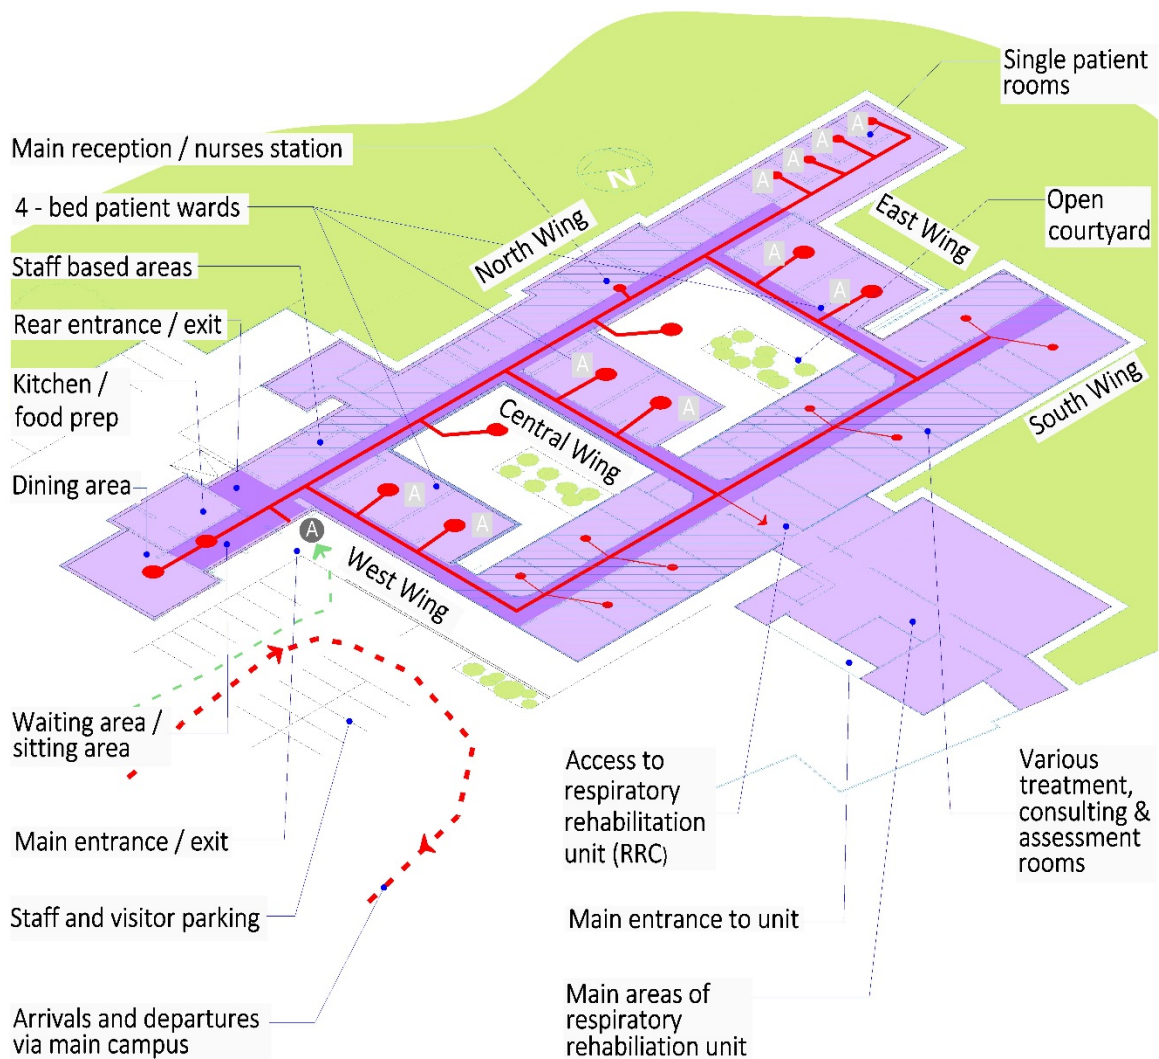 Single patient
rooms
Main reception / nurses station
4 - bed patient wards
Staff based areas
Rear entrance / exit
Kitchen /
food prep
Dining area
N
North Wing
East Wing
Open
courtyard
South Wing
Central Wing
West Wing
A
A
A
A
A
A
A
A
A
A
A
Waiting area /
sitting area
Main entrance / exit
Staff and visitor parking
Arrivals and departures
via main campus
Access to
respiratory
rehabilitation
unit (RRC)
Main entrance to unit
Main areas of
respiratory
rehabiliation unit
Various
treatment,
consulting &
assessment
rooms